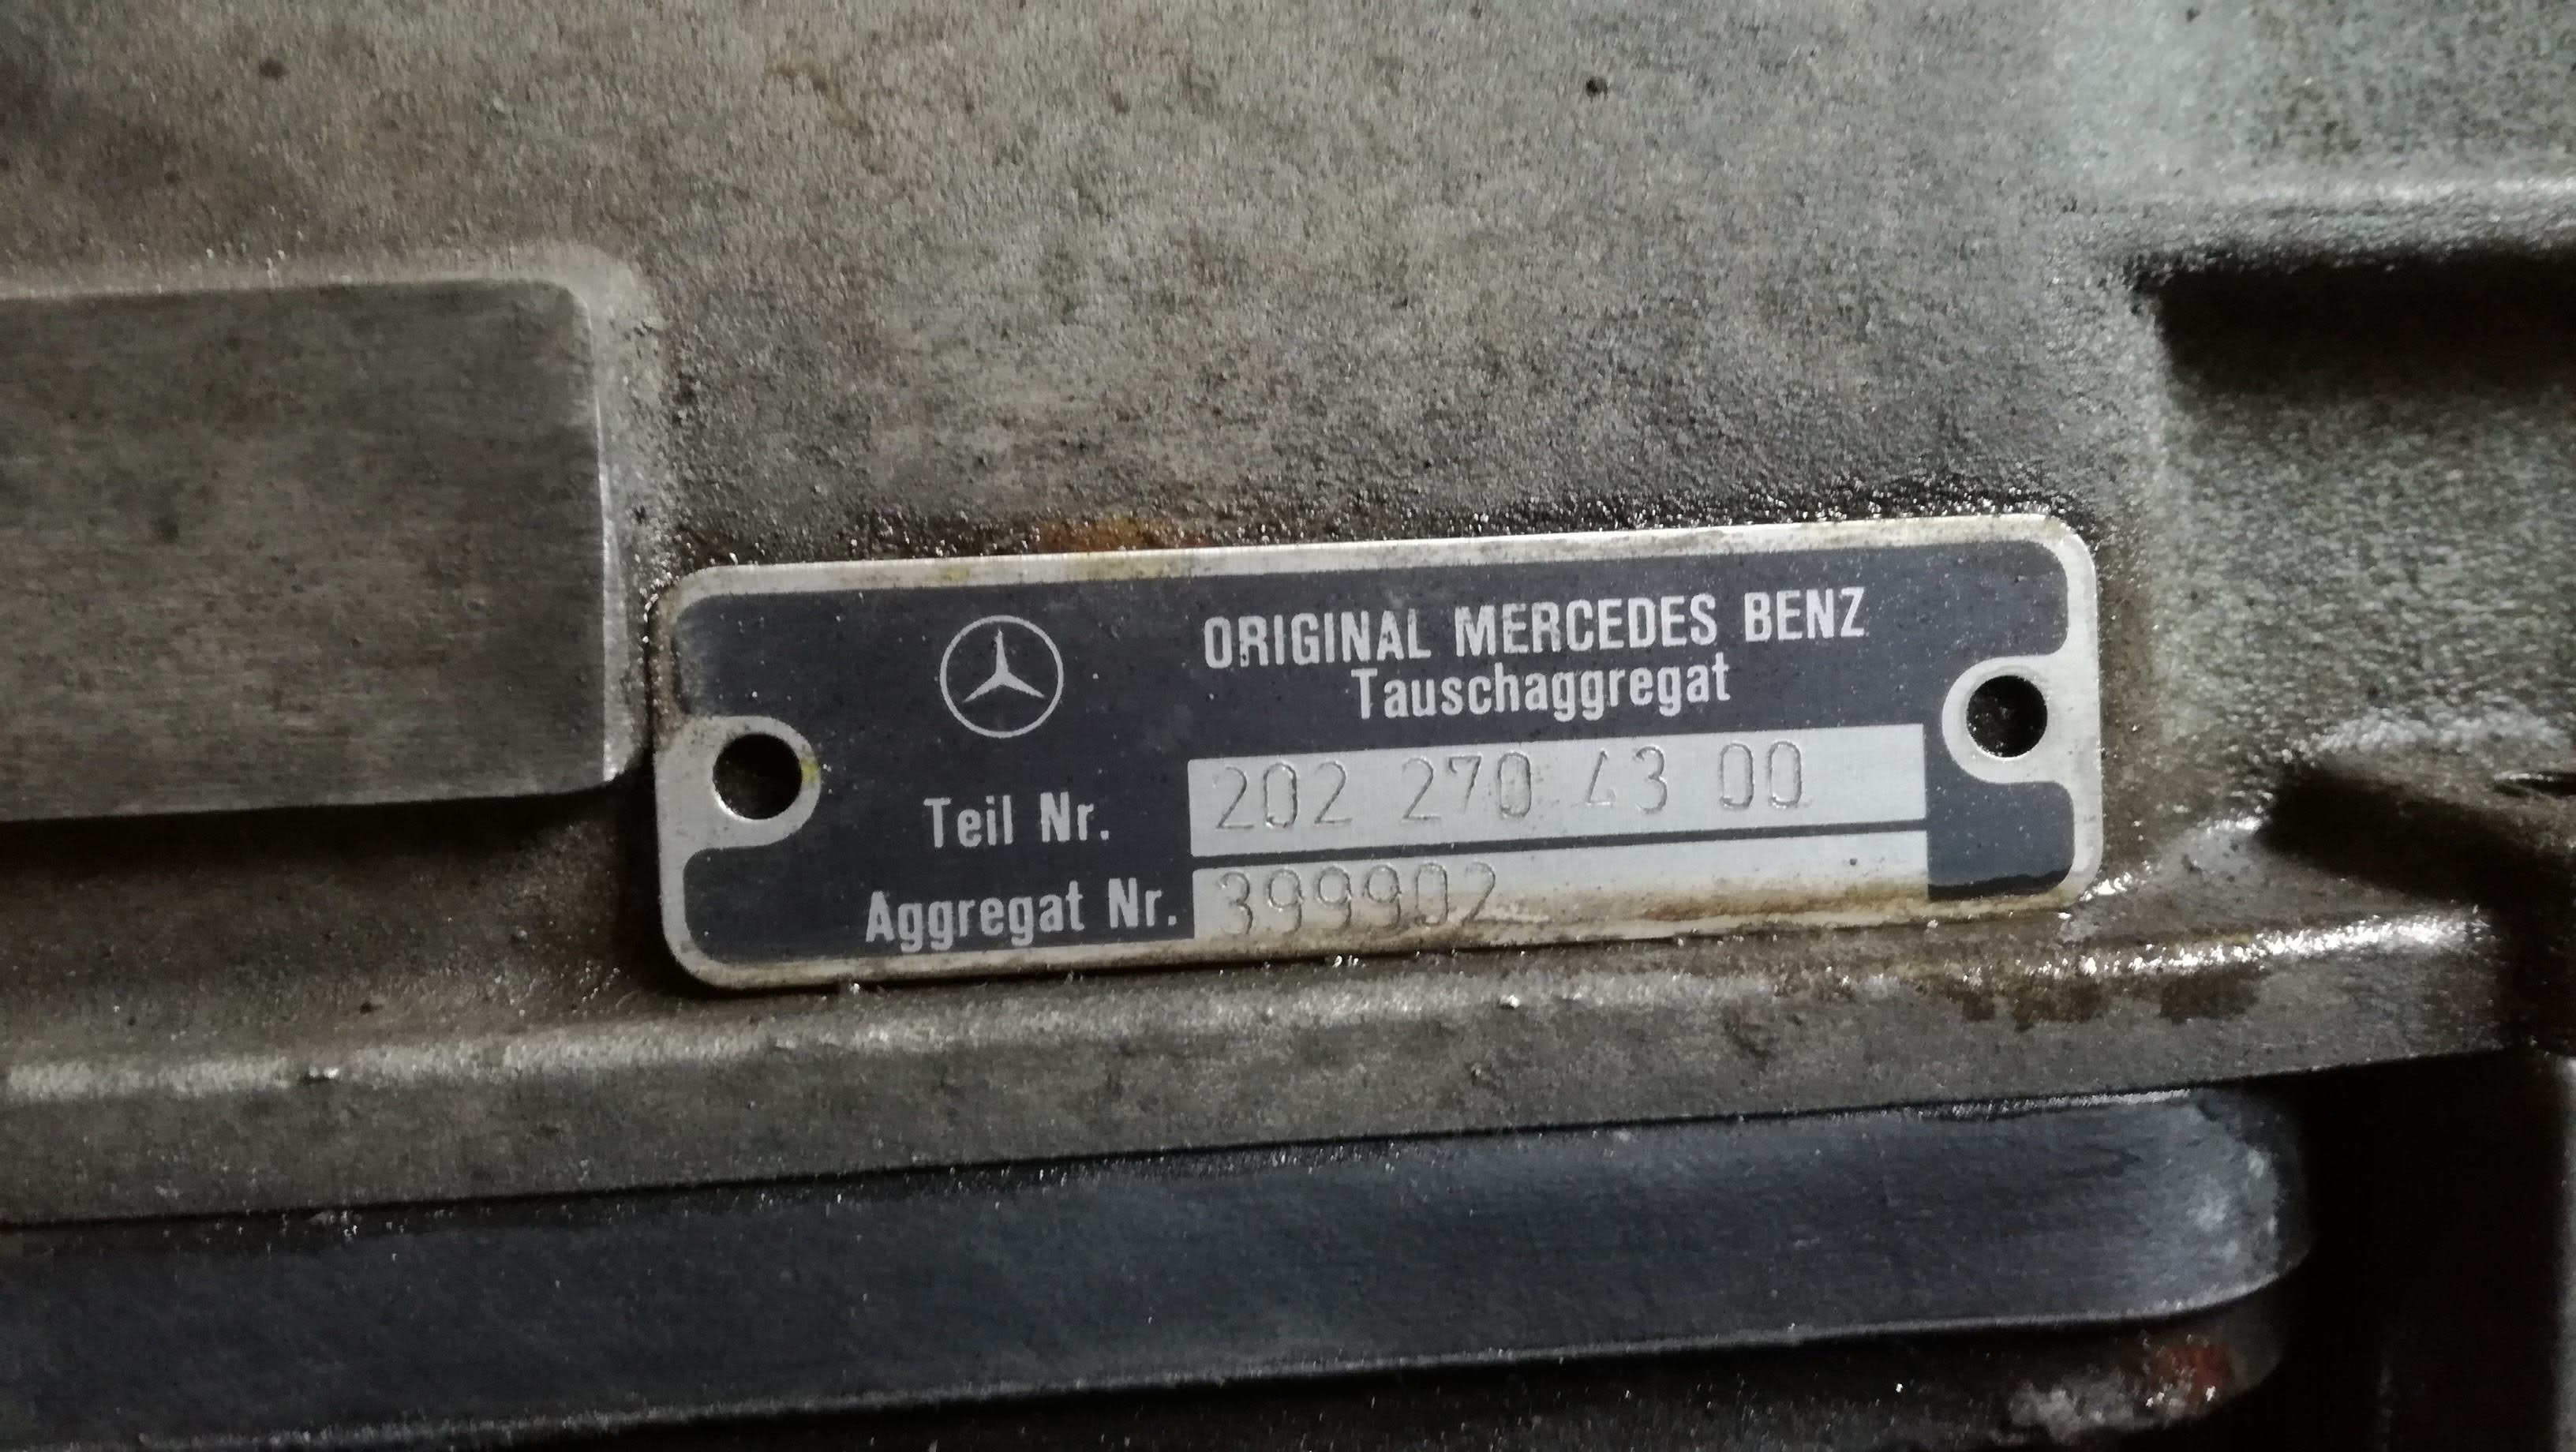 ORIGINAL MERCEDES BENZ
Tauschaggregat
Teil Nr. 202 270 43 00
Aggregat Nr. 399902